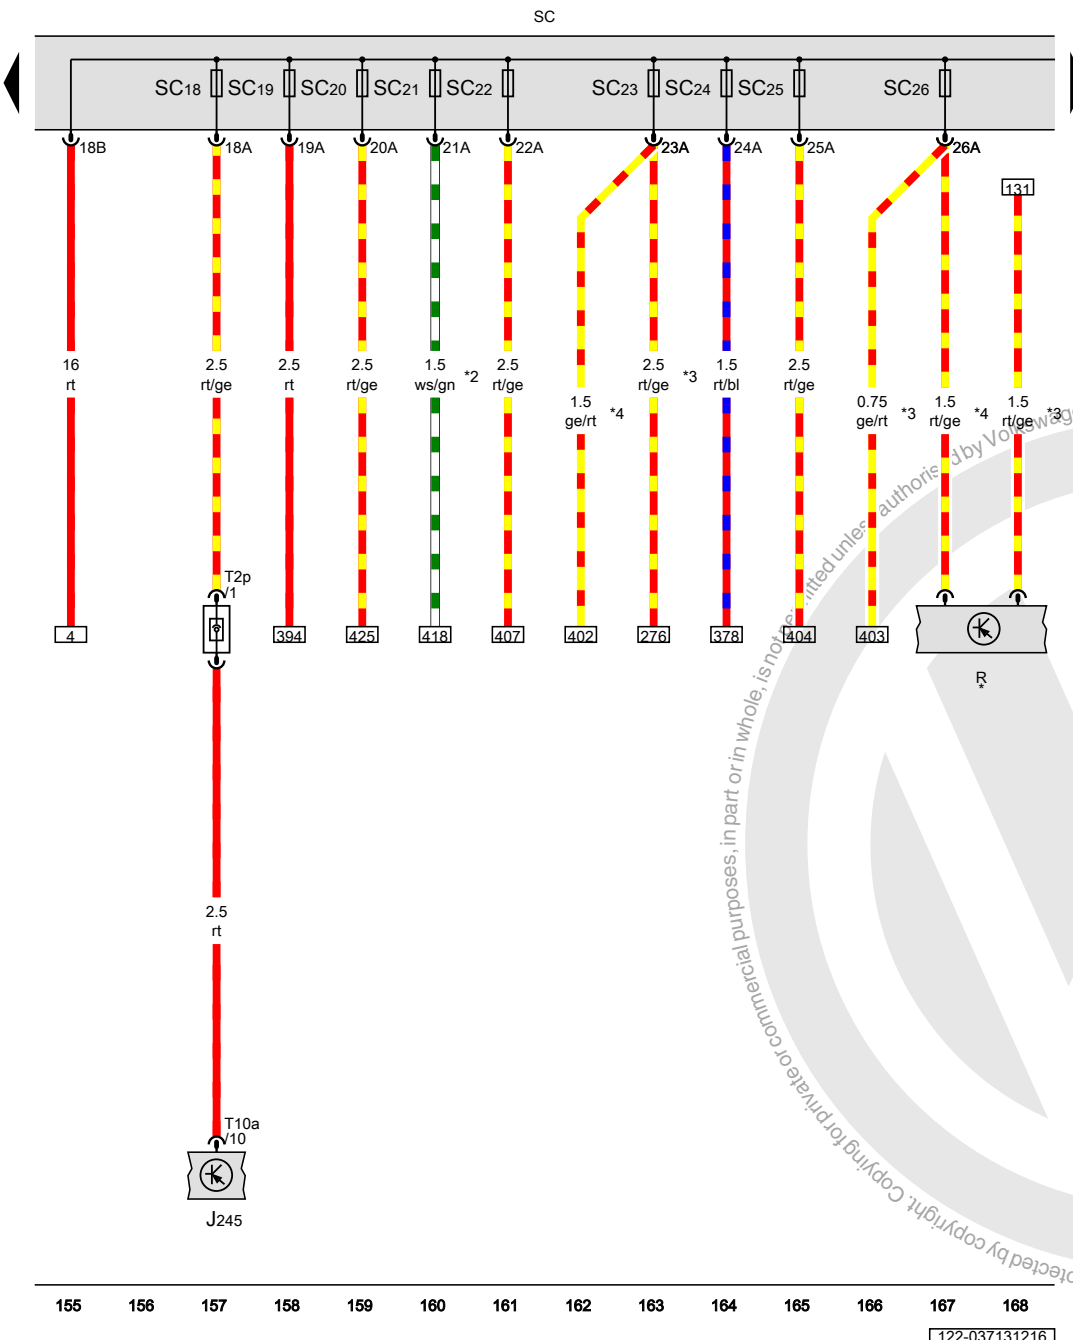 SC
SC18 SC19 SC20 SC21 SC22 SC23 SC24 SC25 SC26
18B 18A 19A 20A 21A 22A 23A 24A 25A 26A
131
16 2.5 2.5 2.5 1.5 2.5 2.5 1.5 2.5
rt rt/ge rt rt/ge ws/gn *2 rt/ge rt/ge *3 rt/bl rt/ge
1.5 0.75 1.5 1.5
ge/rt *4 ge/rt *3 rt/ge *4 rt/ge *3
T2p
/1
4 394 425 418 407 402 276 378 404 403
R
*
2.5
rt
T10a
/10
J245
155 156 157 158 159 160 161 162 163 164 165 166 167 168
122-037131216
Copying for private or commercial purposes, in part or in whole, is not
authoris
by
copyright.